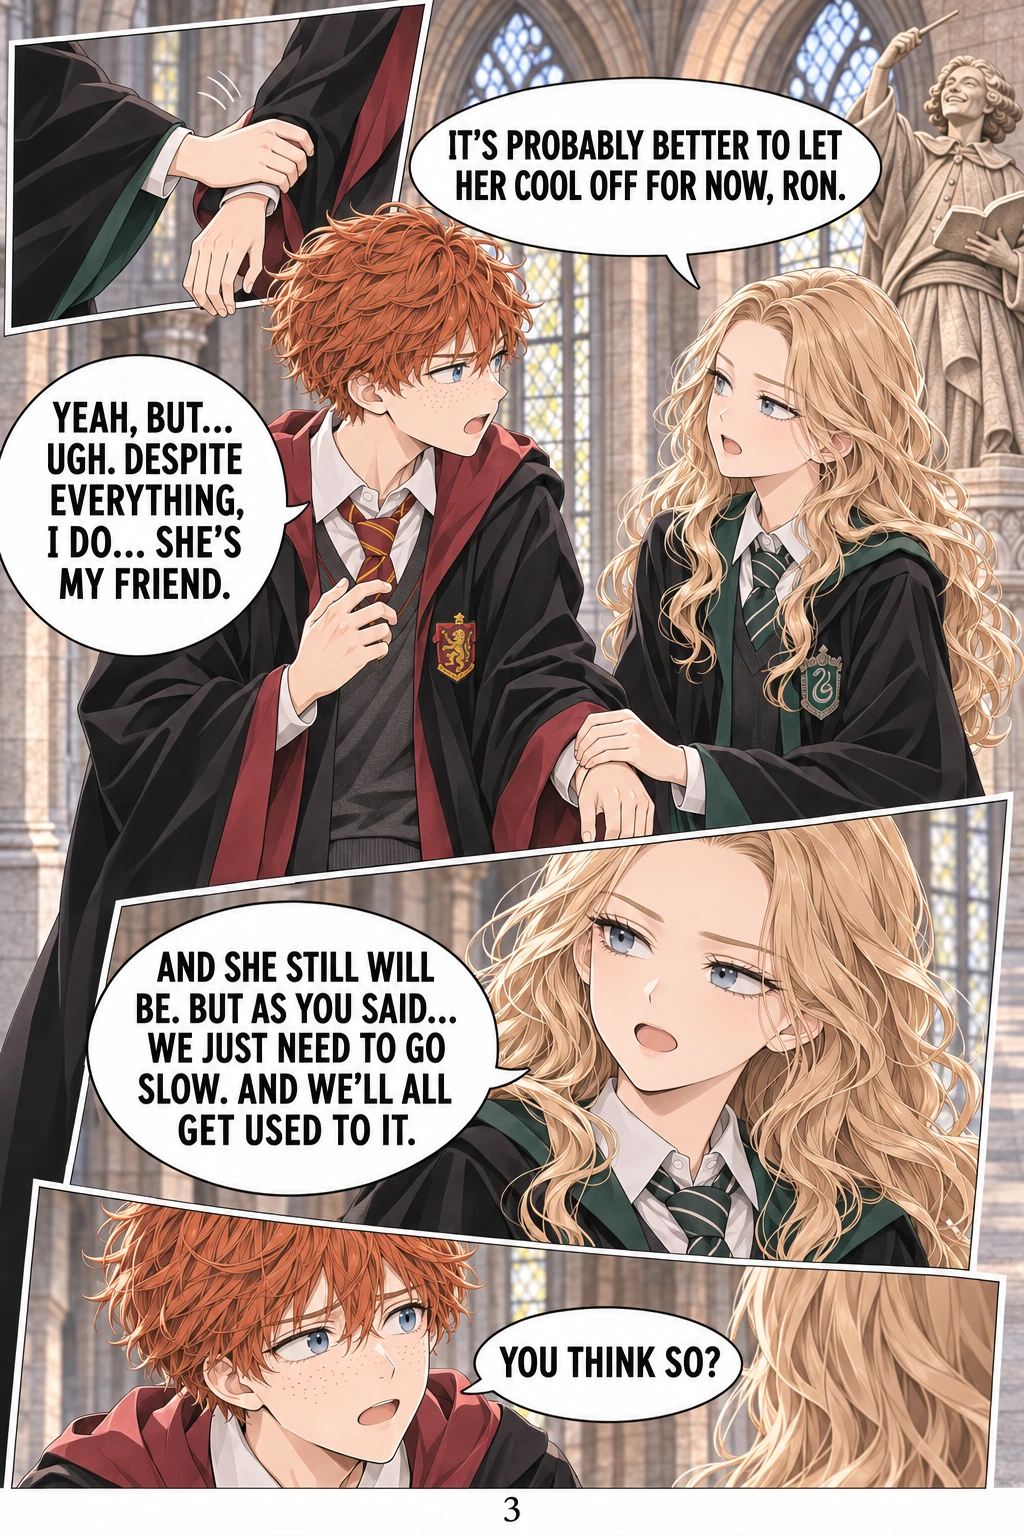 IT'S PROBABLY BETTER TO LET
HER COOL OFF FOR NOW, RON.
YEAH, BUT...
UGH. DESPITE
EVERYTHING,
I DO... SHE'S
MY FRIEND.
AND SHE STILL WILL
BE. BUT AS YOU SAID...
WE JUST NEED TO GO
SLOW. AND WE'LL ALL
GET USED TO IT.
YOU THINK SO?
3